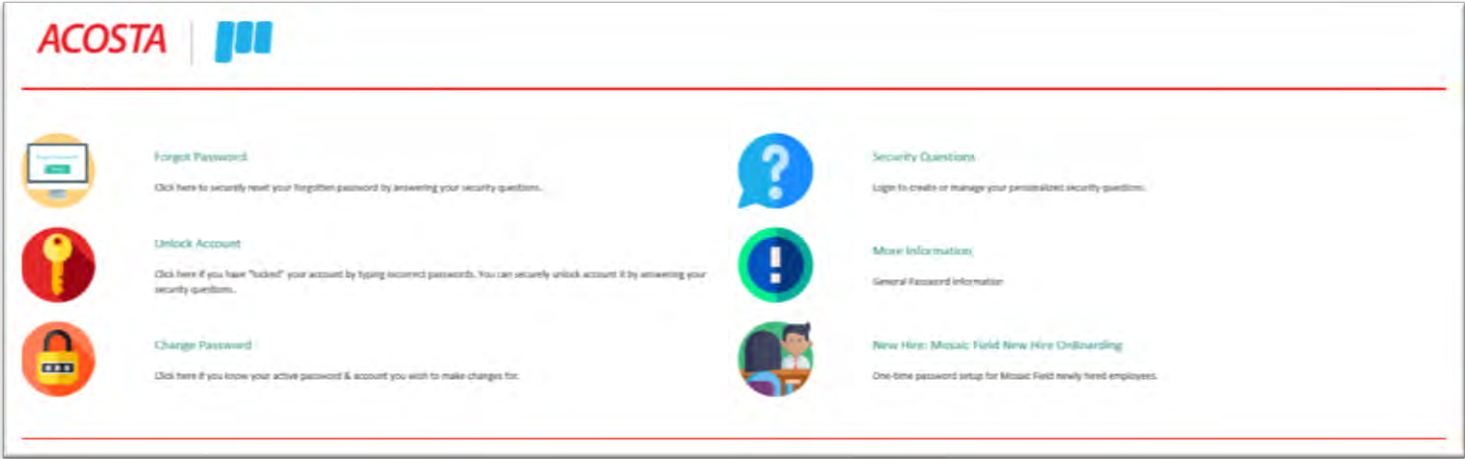 ACOSTA
Forgot Password
Click here to securely reset your forgotten password by answering your security questions.
Unlock Account
Click here if you have "locked" your account by typing incorrect passwords. You can securely unlock account it by answering your
security questions.
Change Password
Click here if you know your active password & account you wish to make changes for.
Security Questions
Login to create or manage your personalized security questions.
More Information
General Password Information
New Hire: Mosaic Field New Hire OnBoarding
One-time password setup for Mosaic Field newly hired employees.